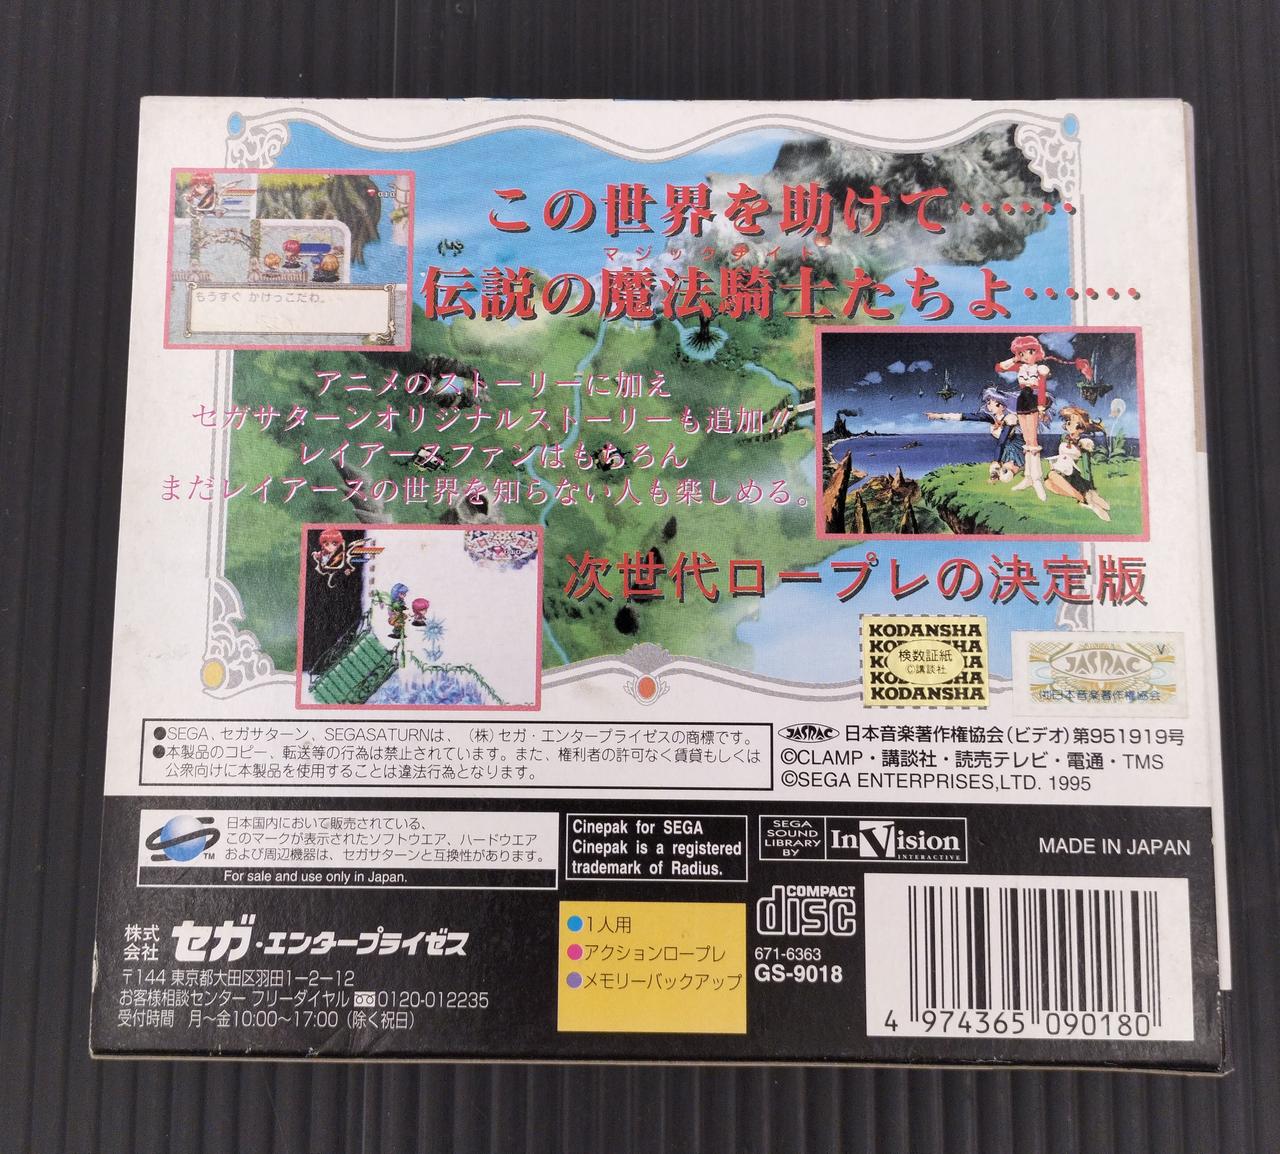 この世界を助けて‥‥‥
マジックナイト
伝説の魔法騎士たちよ‥‥‥
もうすぐ かけっこだわ。
アニメのストーリーに加え
セガサターンオリジナルストーリーも追加!!
レイアースファンはもちろん
まだレイアースの世界を知らない人も楽しめる。
次世代ロープレの決定版
KODANSHA
KODANSHA
検数証紙
©講談社
KODANSHA
KODANSHA
JASRAC
V
(社)日本音楽著作権協会
●SEGA、セガサターン、SEGASATURNは、(株)セガ・エンタープライゼスの商標です。
●本製品のコピー、転送等の行為は禁止されています。また、権利者の許可なく賃貸もしくは
公衆向けに本製品を使用することは違法行為となります。
JASRAC 日本音楽著作権協会(ビデオ)第951919号
©CLAMP・講談社・読売テレビ・電通・TMS
©SEGA ENTERPRISES,LTD. 1995
TM
日本国内において販売されている、
このマークが表示されたソフトウエア、ハードウエア
および周辺機器は、セガサターンと互換性があります。
For sale and use only in Japan.
Cinepak for SEGA
Cinepak is a registered
trademark of Radius.
SEGA
SOUND
LIBRARY
BY
InVision
INTERACTIVE
MADE IN JAPAN
株式会社 セガ・エンタープライゼス
〒144 東京都大田区羽田1-2-12
お客様相談センター フリーダイヤル 0120-012235
受付時間 月〜金10:00〜17:00(除く祝日)
●1人用
●アクションロープレ
●メモリーバックアップ
COMPACT
disc
671-6363
GS-9018
4 974365 090180